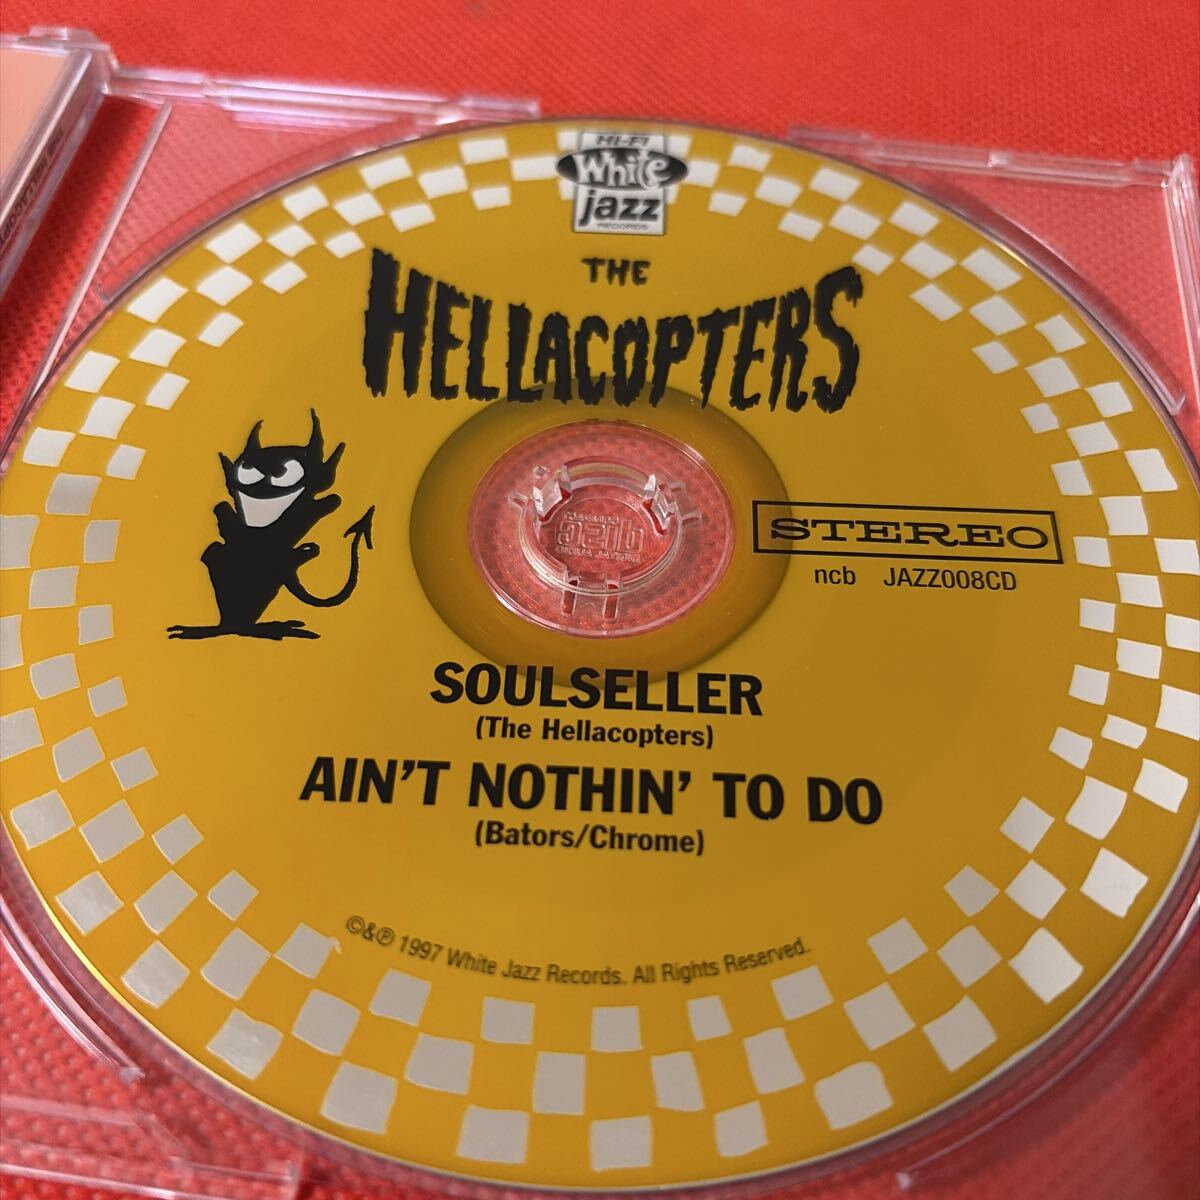 HI-FI
White
jazz
RECORDS
THE
HELLACOPTERS
STEREO
ncb JAZZ008CD
SOULSELLER
(The Hellacopters)
AIN'T NOTHIN' TO DO
(Bators/Chrome)
©&℗ 1997 White Jazz Records. All Rights Reserved.